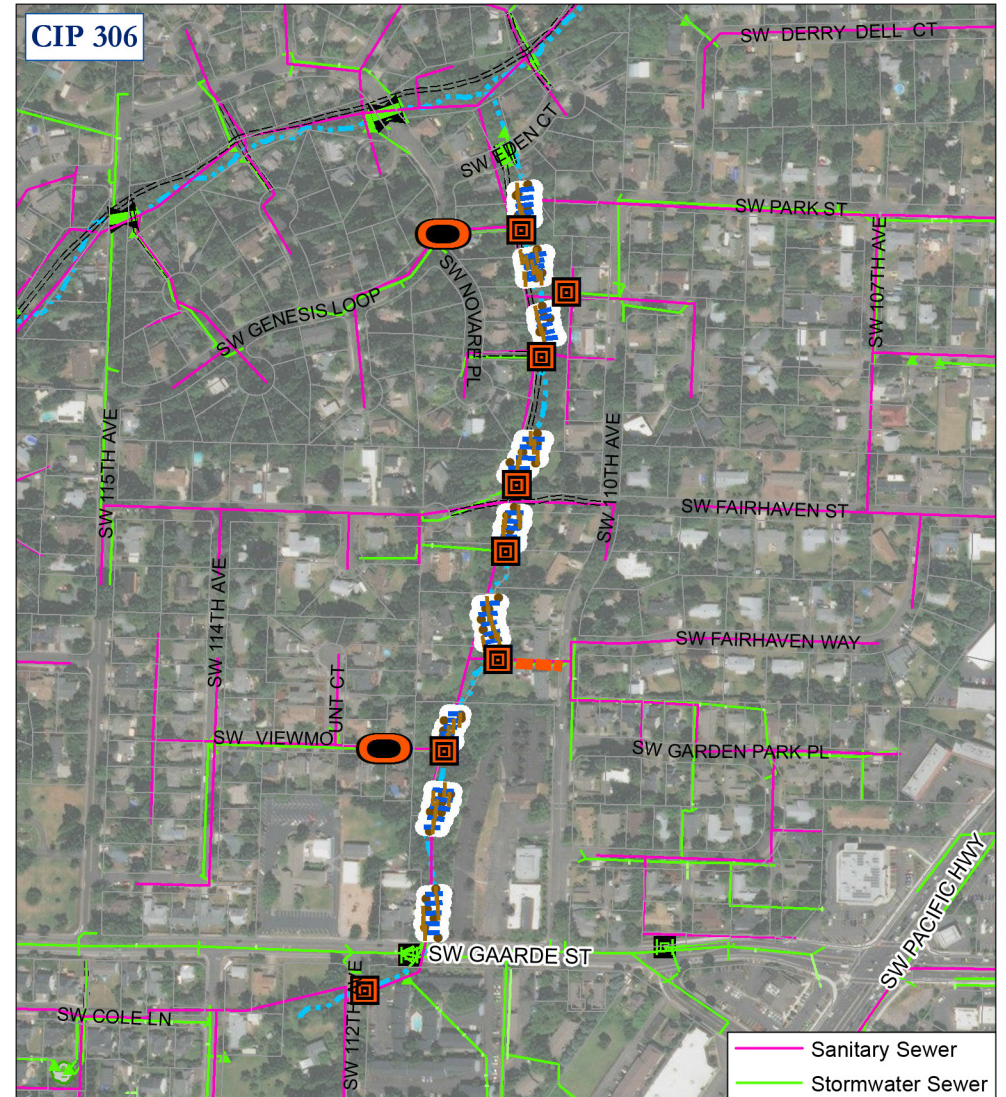 CIP 306
SW DERRY DELL CT
SW EDEN CT
SW PARK ST
SW 107TH AVE
SW NOVARE PL
SW GENESIS LOOP
SW 115TH AVE
SW 110TH AVE
SW FAIRHAVEN ST
SW 114TH AVE
SW FAIRHAVEN WAY
SW VIEWMOUNT CT
SW GARDEN PARK PL
SW PACIFIC HWY
SW GAARDE ST
SW 112TH AVE
SW COLE LN
Sanitary Sewer
Stormwater Sewer